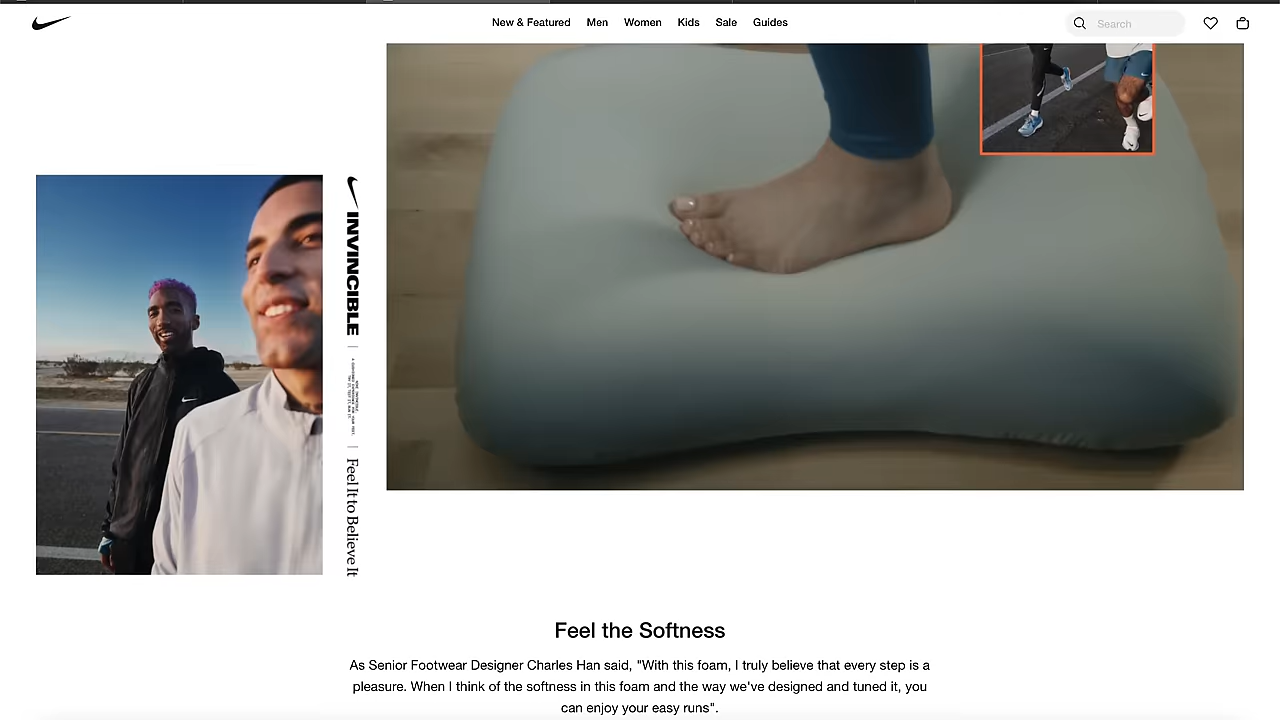 New & Featured Men Women Kids Sale Guides
Search
INVINCIBLE
Feel It to Believe It
Feel the Softness
As Senior Footwear Designer Charles Han said, "With this foam, I truly believe that every step is a
pleasure. When I think of the softness in this foam and the way we've designed and tuned it, you
can enjoy your easy runs".